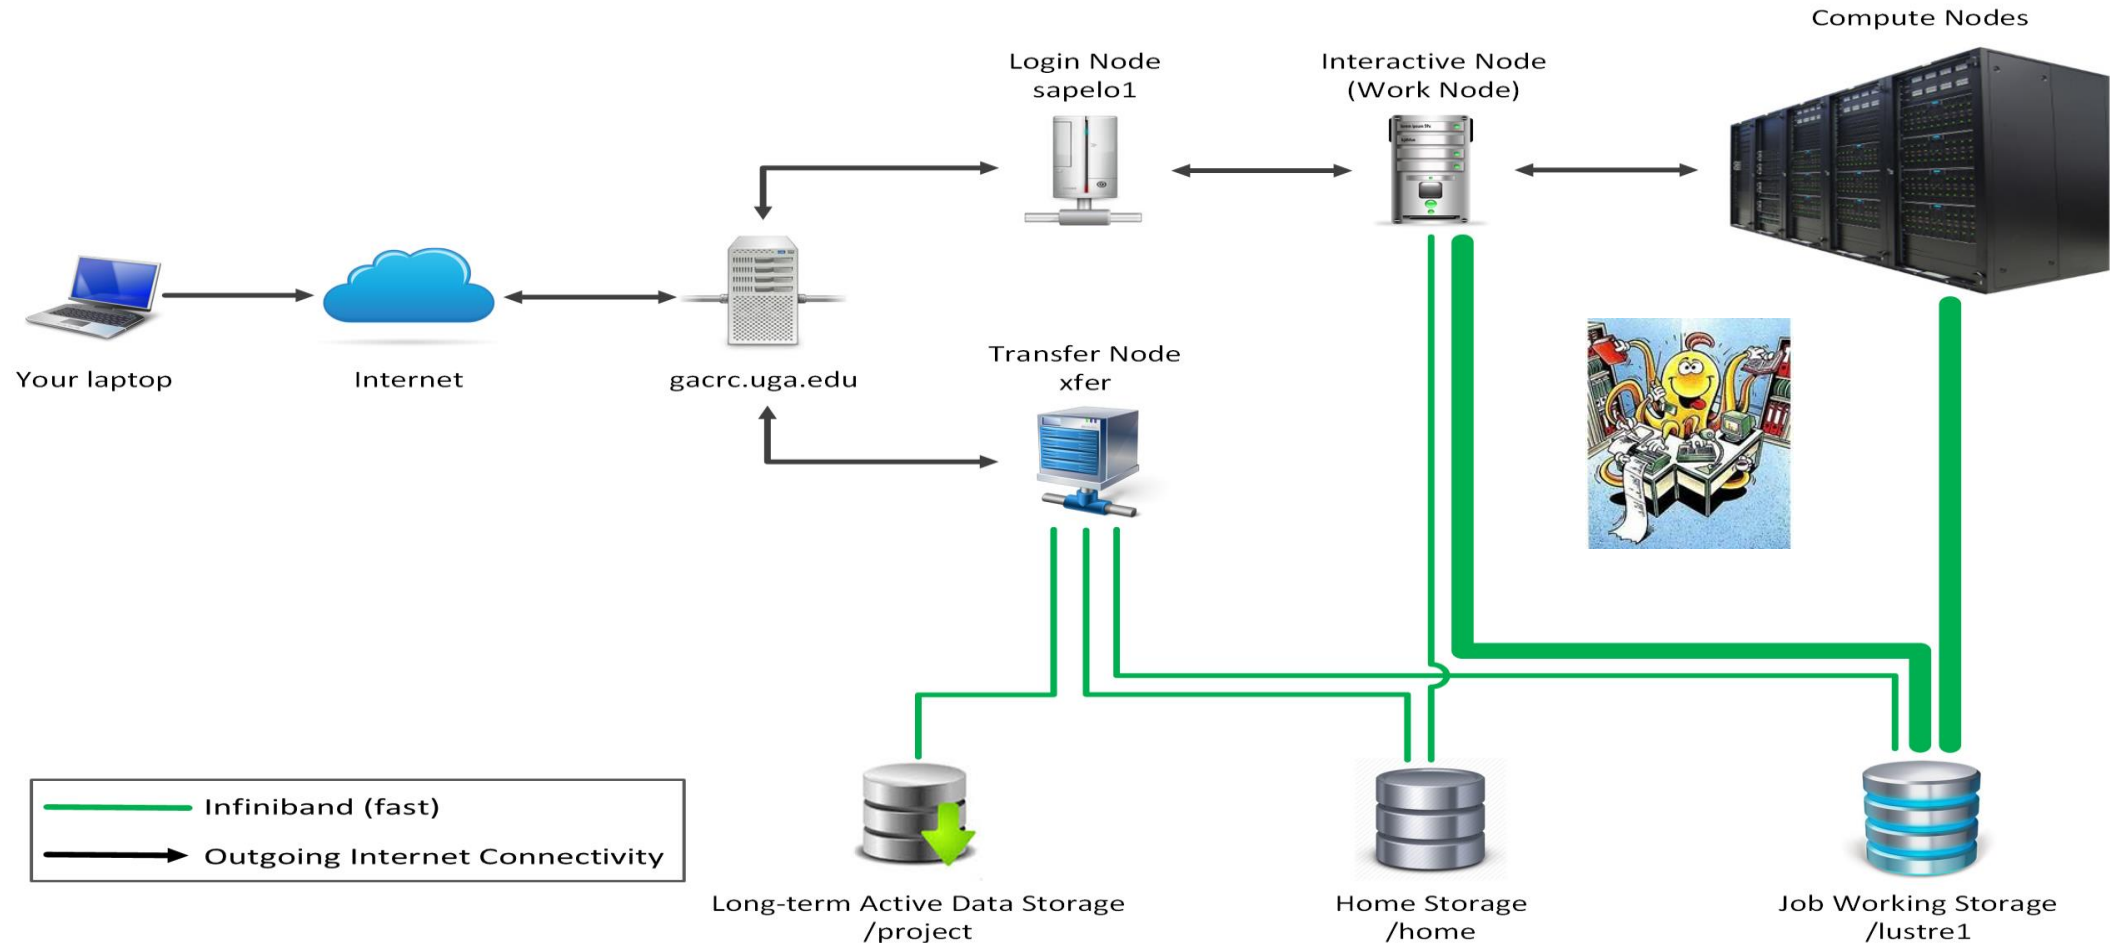 Compute Nodes
Login Node
sapelo1
Interactive Node
(Work Node)
Your laptop
Internet
gacrc.uga.edu
Transfer Node
xfer
Infiniband (fast)
Outgoing Internet Connectivity
Long-term Active Data Storage
/project
Home Storage
/home
Job Working Storage
/lustre1